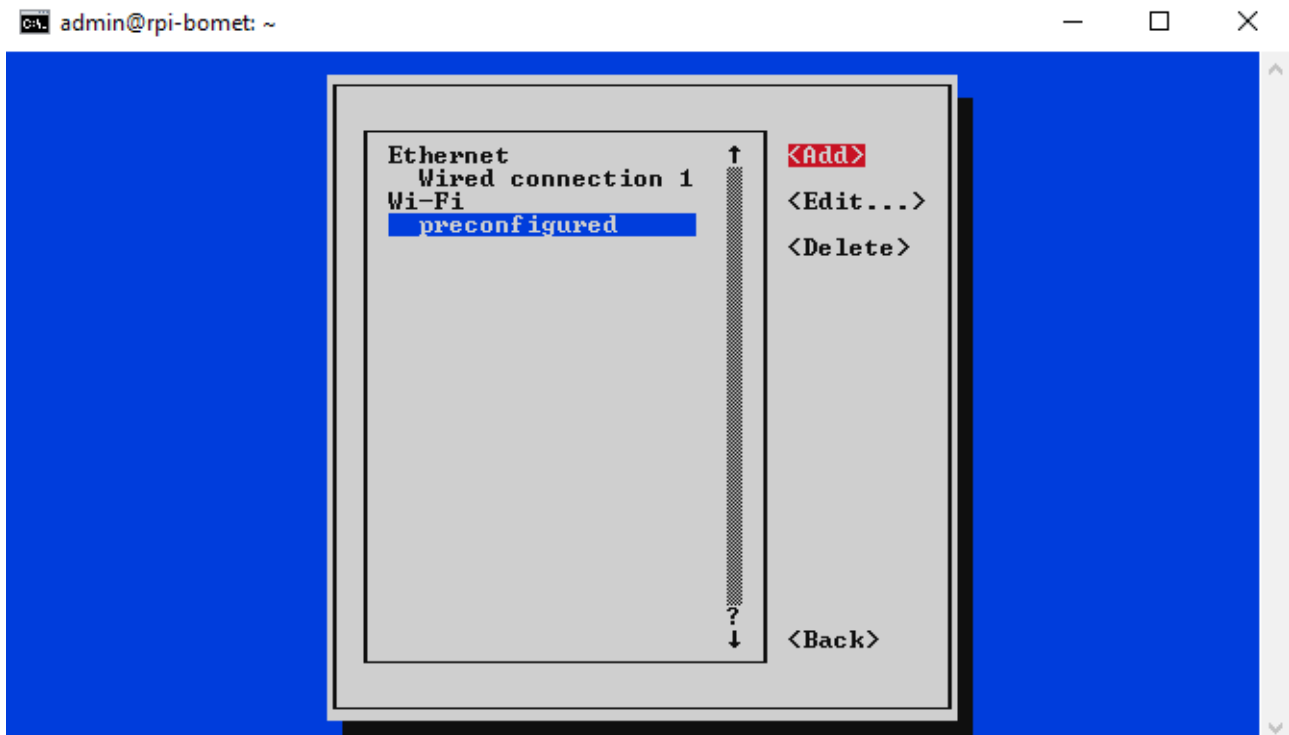 admin@rpi-bomet: ~
Ethernet
Wired connection 1
Wi-Fi
preconfigured
<Add>
<Edit...>
<Delete>
?
<Back>